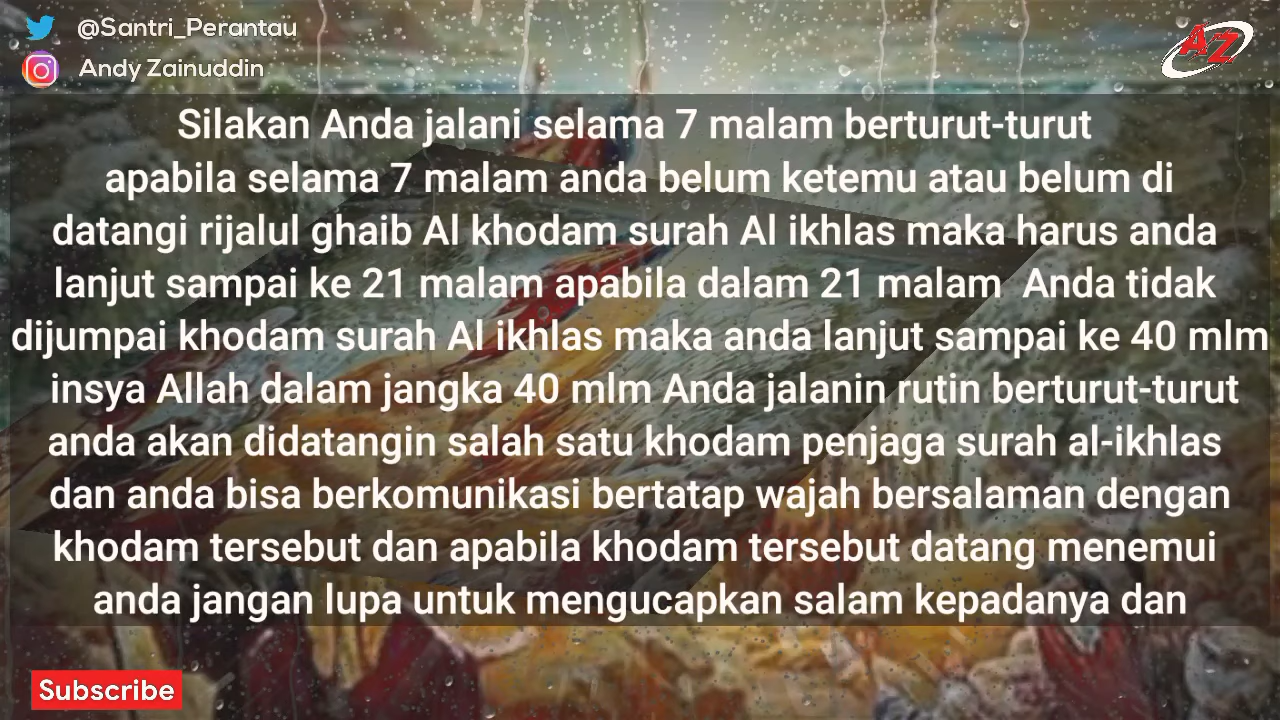 @Santri_Perantau
Andy Zainuddin
AZ
Silakan Anda jalani selama 7 malam berturut-turut
apabila selama 7 malam anda belum ketemu atau belum di
datangi rijalul ghaib Al khodam surah Al ikhlas maka harus anda
lanjut sampai ke 21 malam apabila dalam 21 malam  Anda tidak
dijumpai khodam surah Al ikhlas maka anda lanjut sampai ke 40 mlm
insya Allah dalam jangka 40 mlm Anda jalanin rutin berturut-turut
anda akan didatangin salah satu khodam penjaga surah al-ikhlas
dan anda bisa berkomunikasi bertatap wajah bersalaman dengan
khodam tersebut dan apabila khodam tersebut datang menemui
anda jangan lupa untuk mengucapkan salam kepadanya dan
Subscribe